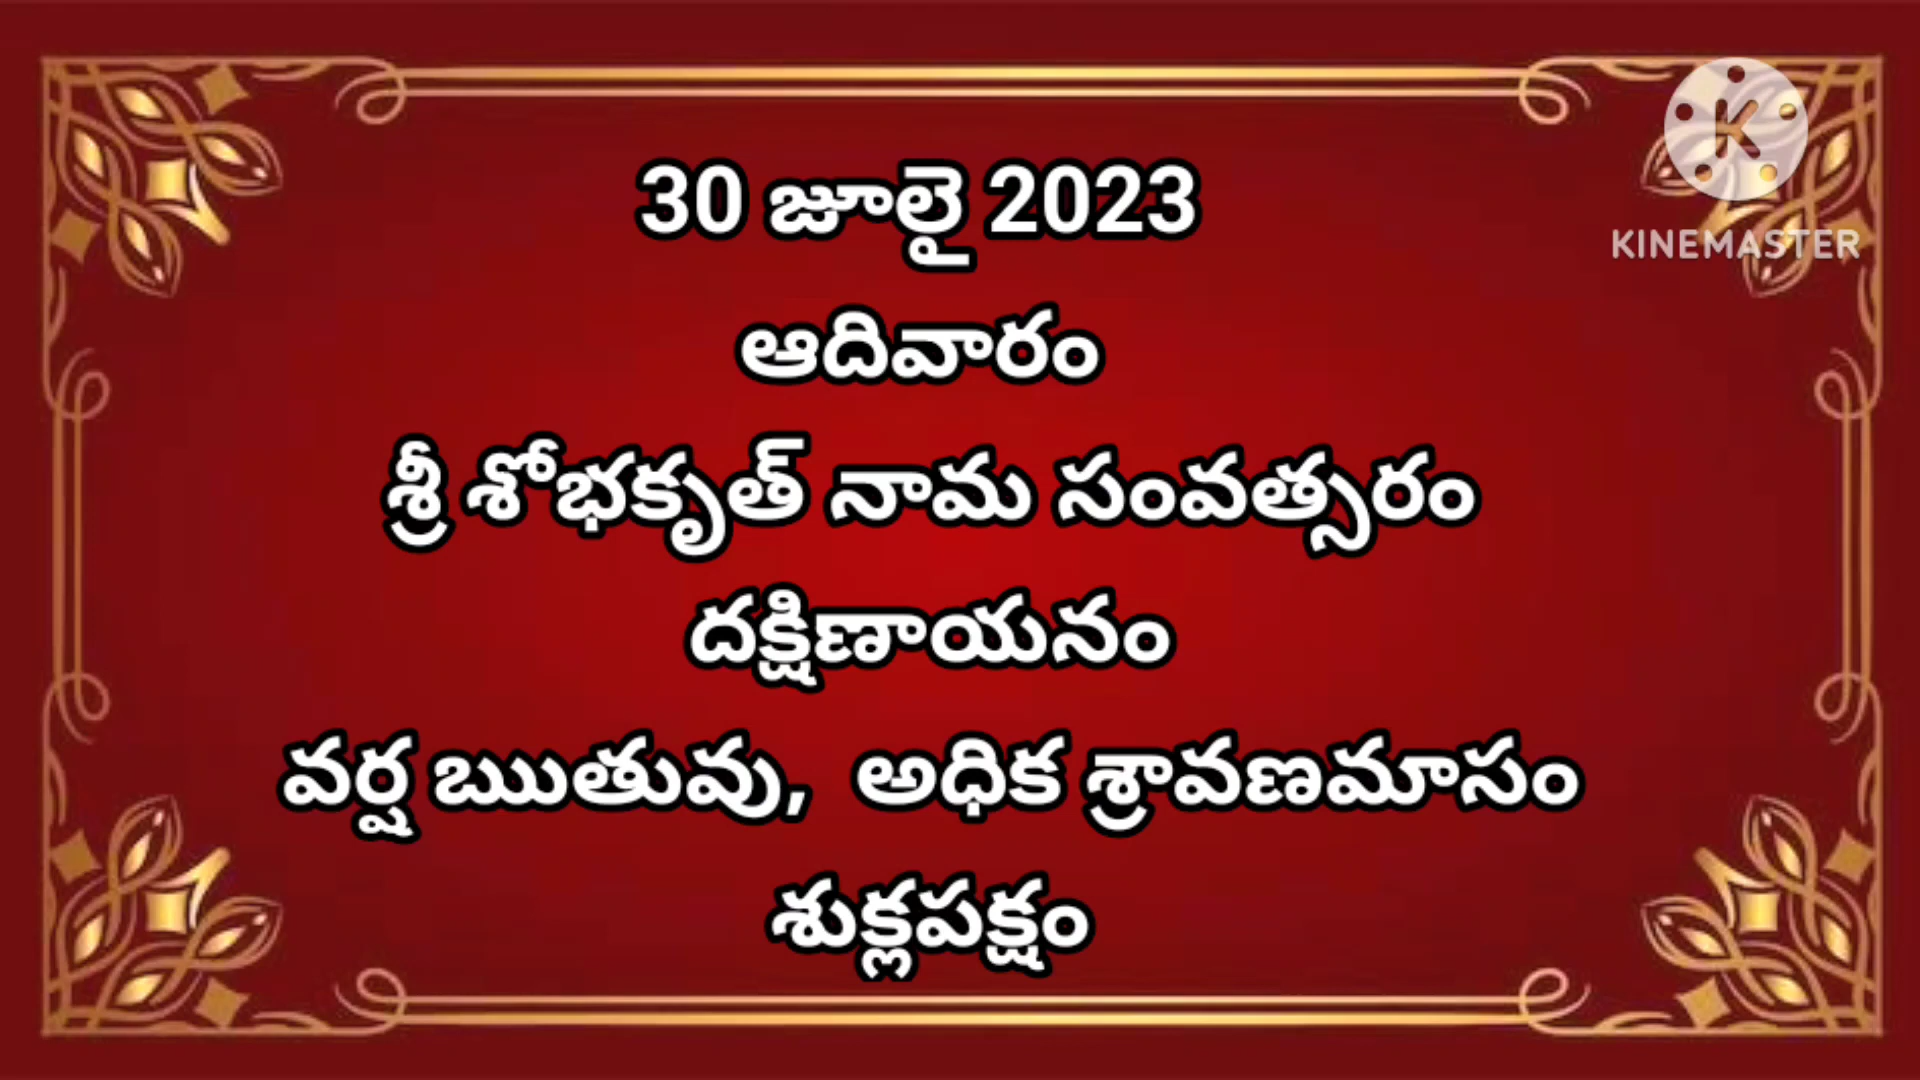 30 జూలై 2023
ఆదివారం
శ్రీ శోభకృత్ నామ సంవత్సరం
దక్షిణాయనం
వర్ష ఋతువు, అధిక శ్రావణమాసం
శుక్లపక్షం
K
KINEMASTER